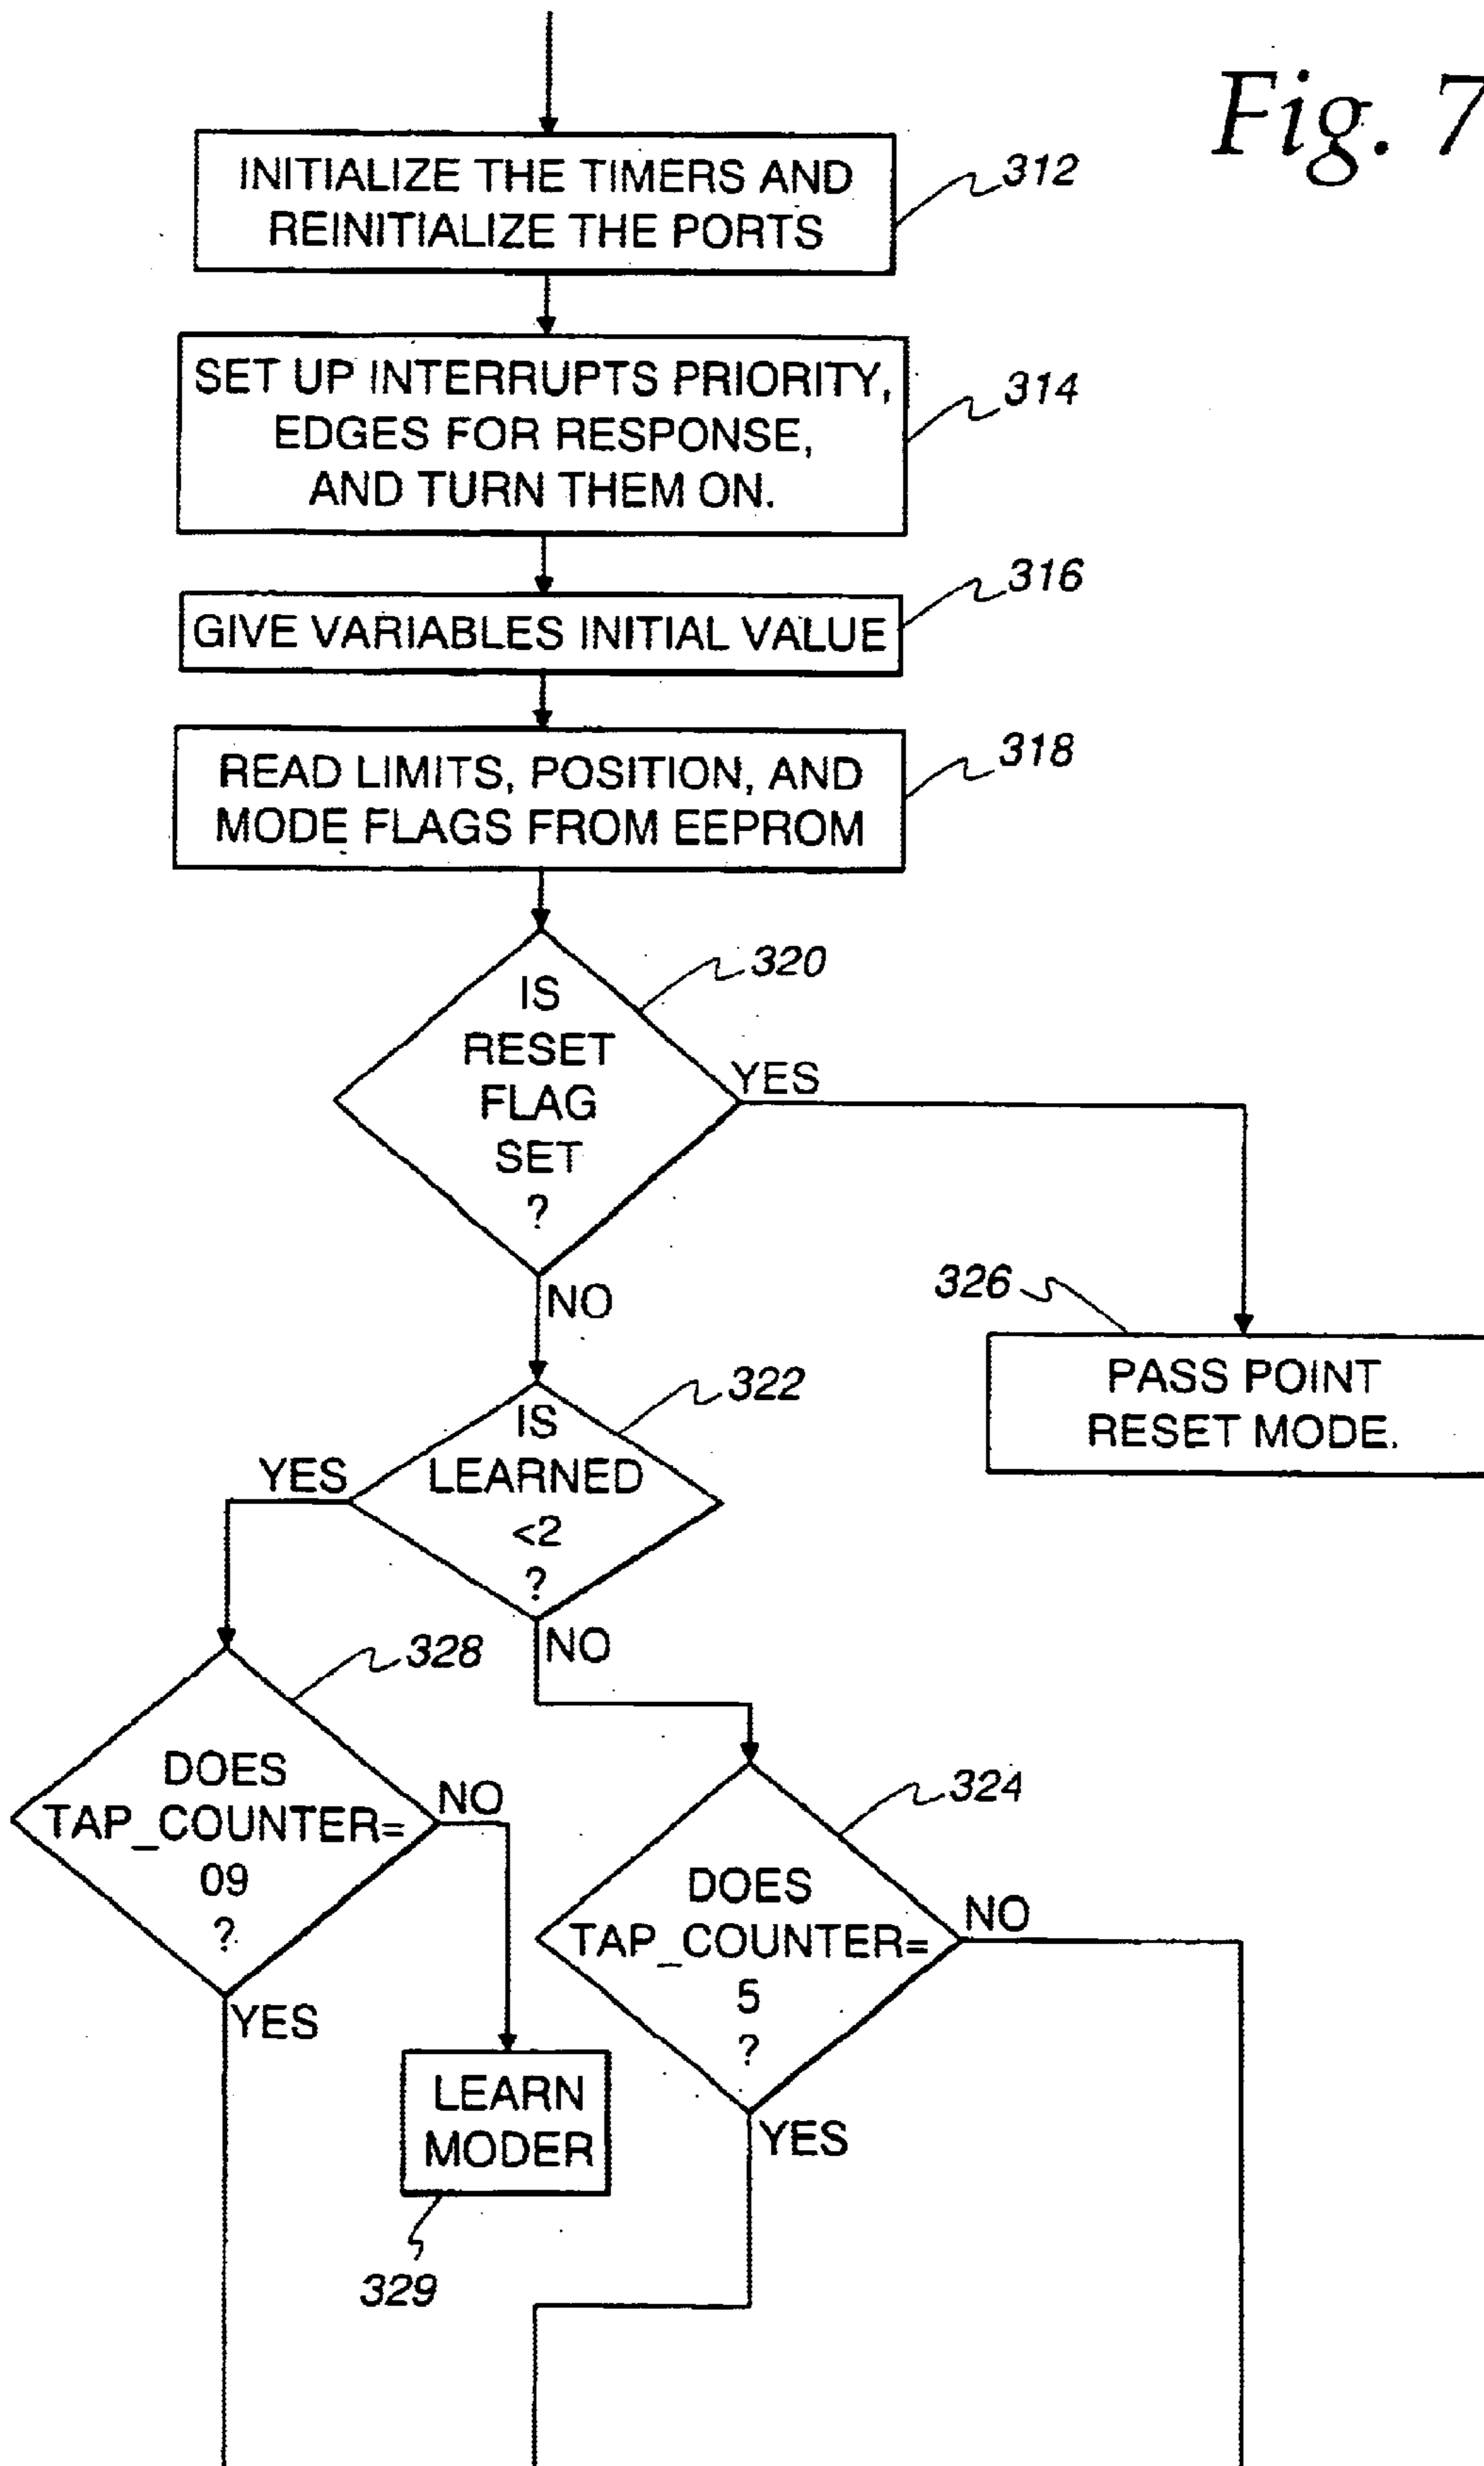 Fig. 7
INITIALIZE THE TIMERS AND
REINITIALIZE THE PORTS
312
SET UP INTERRUPTS PRIORITY,
EDGES FOR RESPONSE,
AND TURN THEM ON.
314
GIVE VARIABLES INITIAL VALUE
316
READ LIMITS, POSITION, AND
MODE FLAGS FROM EEPROM
318
IS
RESET
FLAG
SET
?
320
YES
NO
326
PASS POINT
RESET MODE.
IS
LEARNED
<2
?
322
YES
NO
328
DOES
TAP_COUNTER=
09
?
NO
YES
LEARN
MODER
329
324
DOES
TAP_COUNTER=
5
?
NO
YES